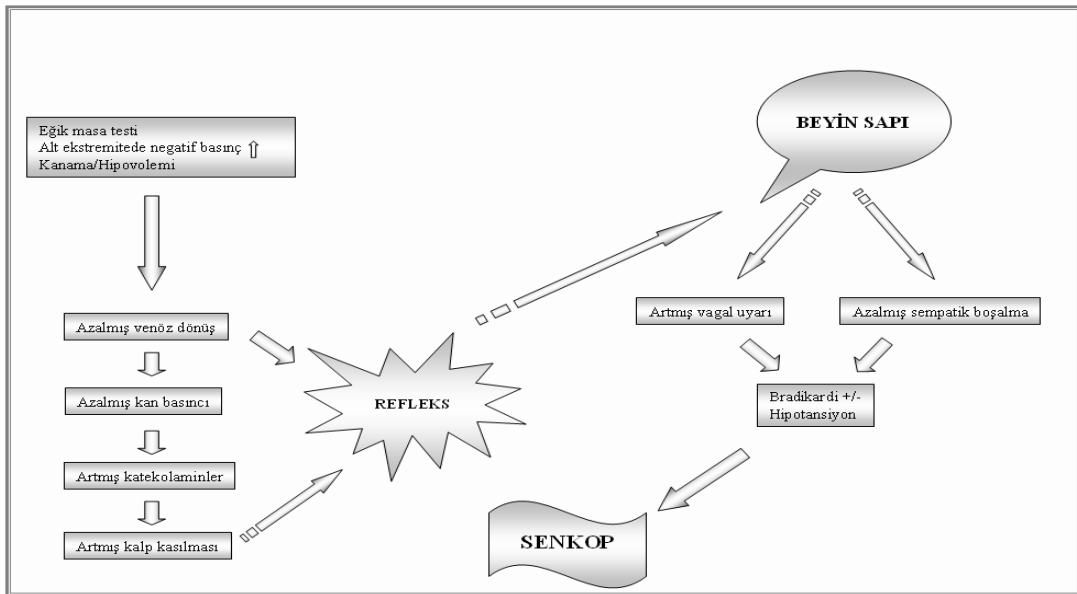 Eğik masa testi
Alt ekstremitede negatif basınç ⇧
Kanama/Hipovolemi
Azalmış venöz dönüş
Azalmış kan basıncı
Artmış katekolaminler
Artmış kalp kasılması
REFLEKS
BEYİN SAPI
Artmış vagal uyarı
Azalmış sempatik boşalma
Bradikardi +/-
Hipotansiyon
SENKOP